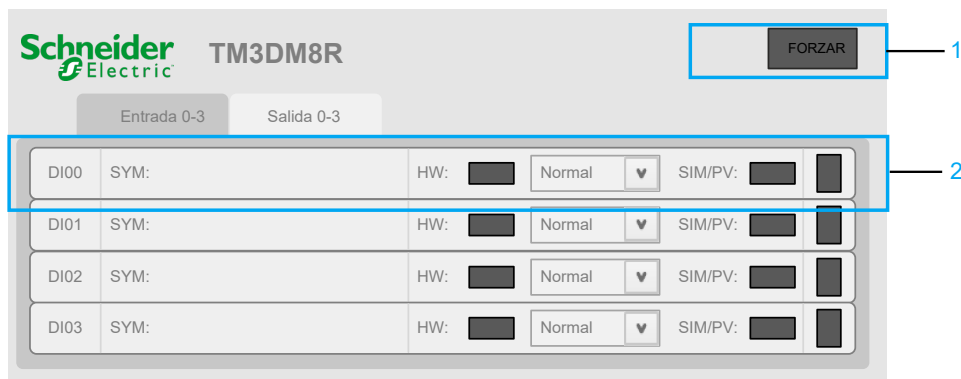 Schneider Electric TM3DM8R FORZAR 1
Entrada 0-3 Salida 0-3
DI00 SYM: HW: Normal SIM/PV: 2
DI01 SYM: HW: Normal SIM/PV:
DI02 SYM: HW: Normal SIM/PV:
DI03 SYM: HW: Normal SIM/PV: